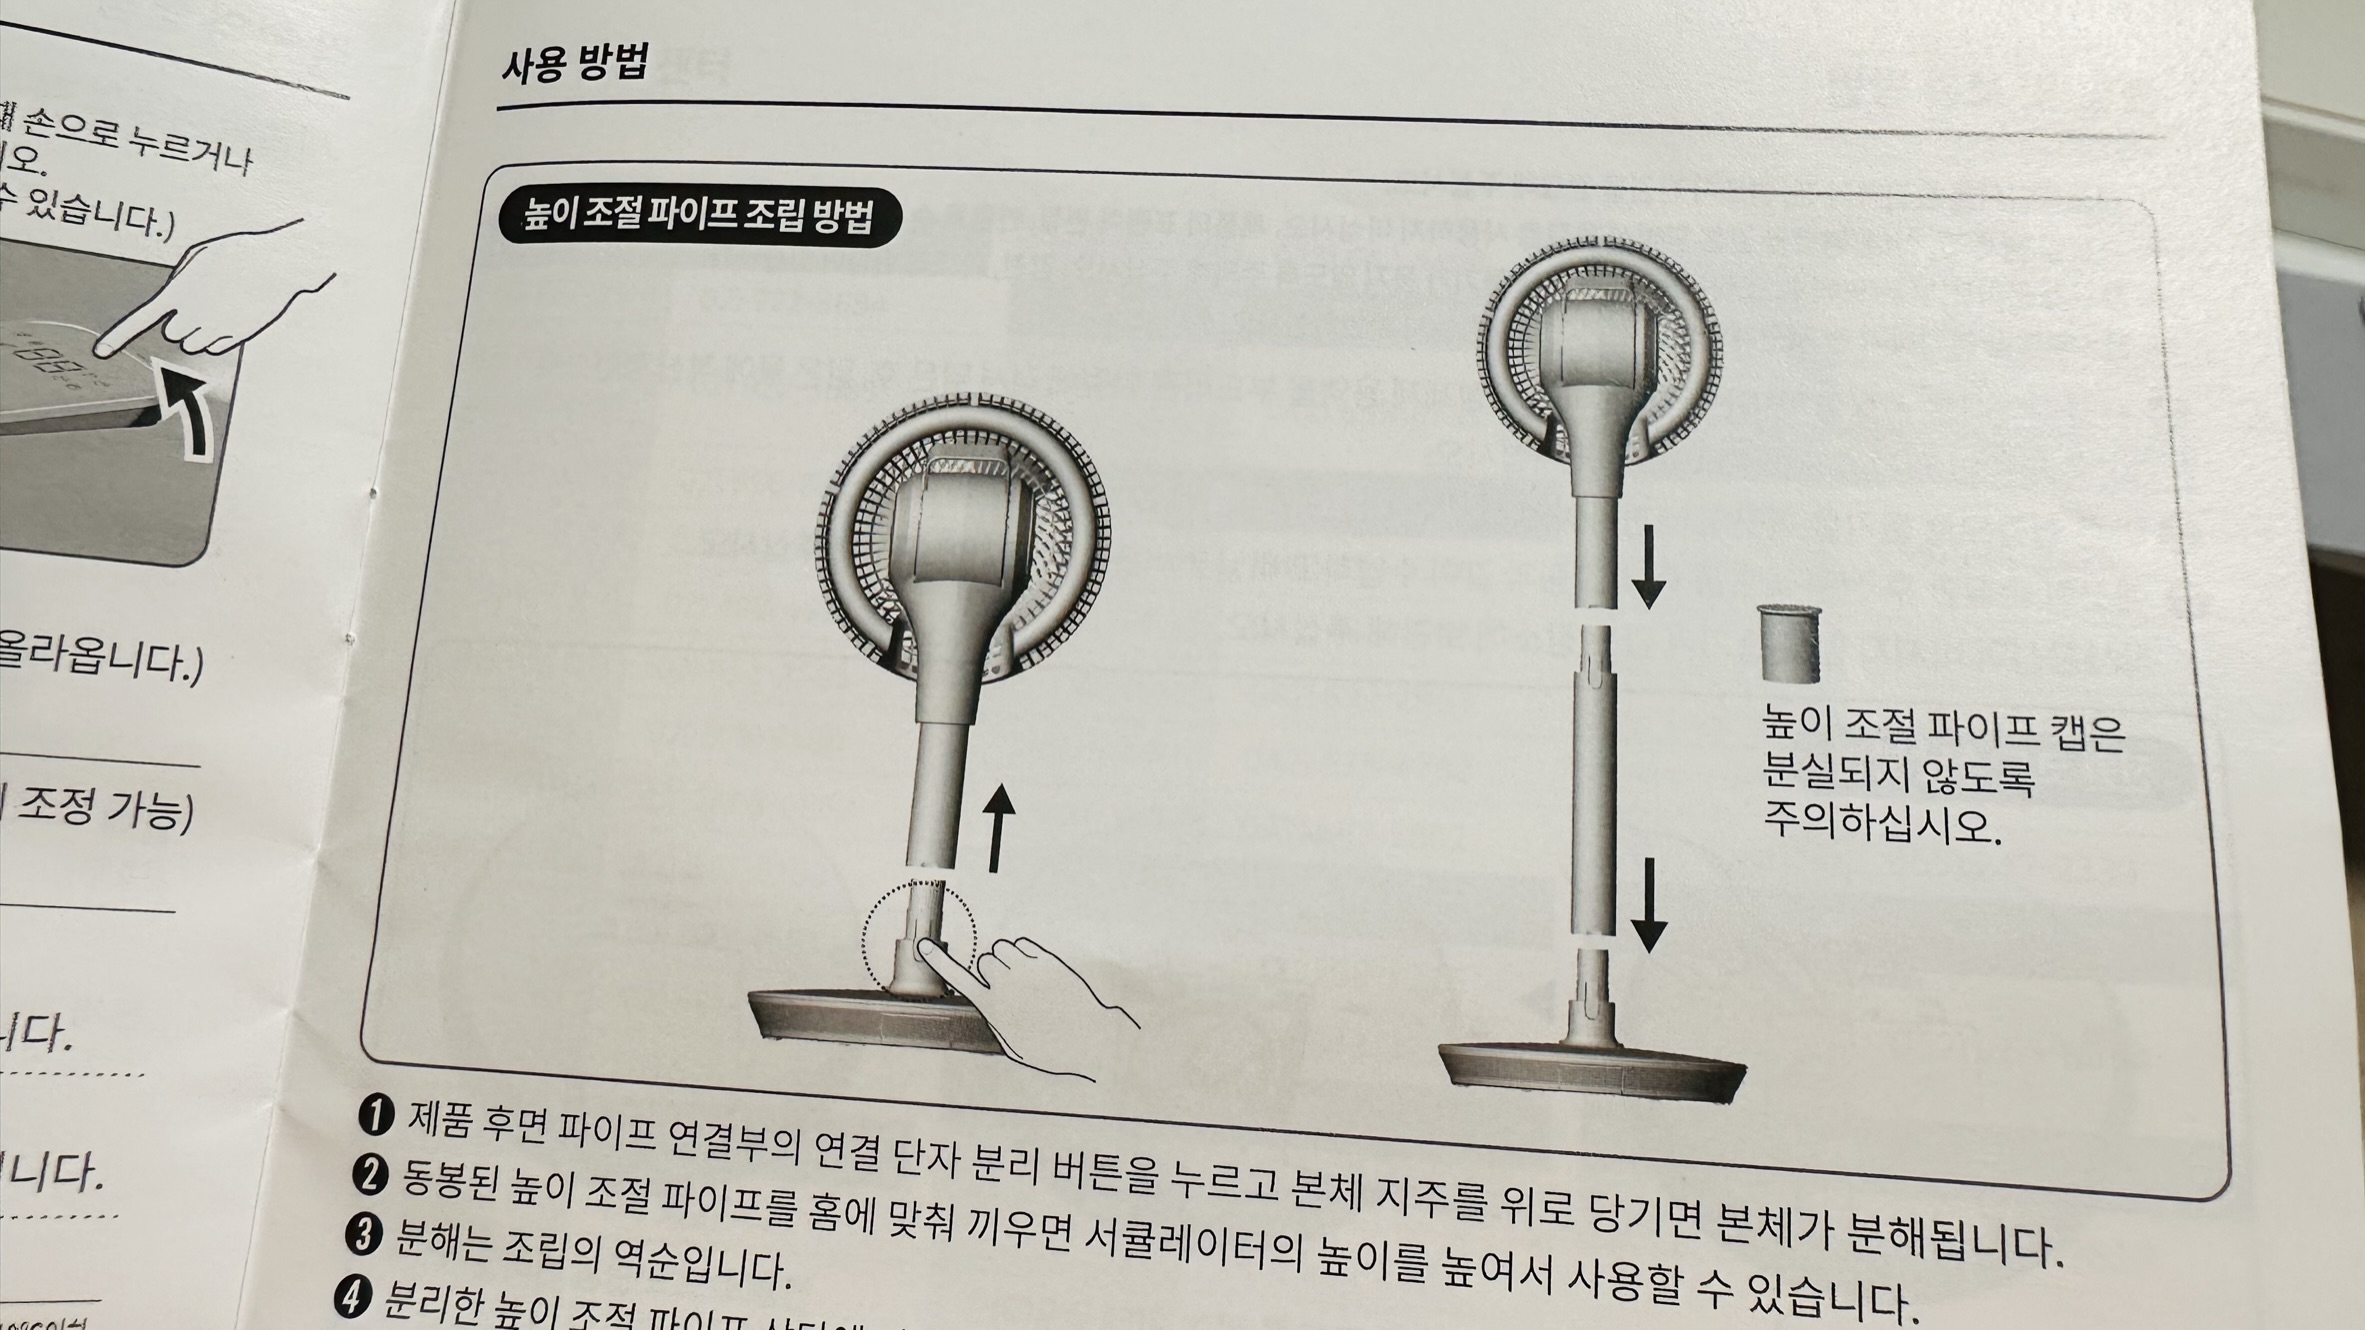 손으로 누르거나
수 있습니다.)
올라옵니다.)
조정 가능)
니다.
니다.
사용 방법
높이 조절 파이프 조립 방법
높이 조절 파이프 캡은
분실되지 않도록
주의하십시오.
❶ 제품 후면 파이프 연결부의 연결 단자 분리 버튼을 누르고 본체 지주를 위로 당기면 본체가 분해됩니다.
❷ 동봉된 높이 조절 파이프를 홈에 맞춰 끼우면 서큘레이터의 높이를 높여서 사용할 수 있습니다.
❸ 분해는 조립의 역순입니다.
❹ 분리한 높이 조절 파이프